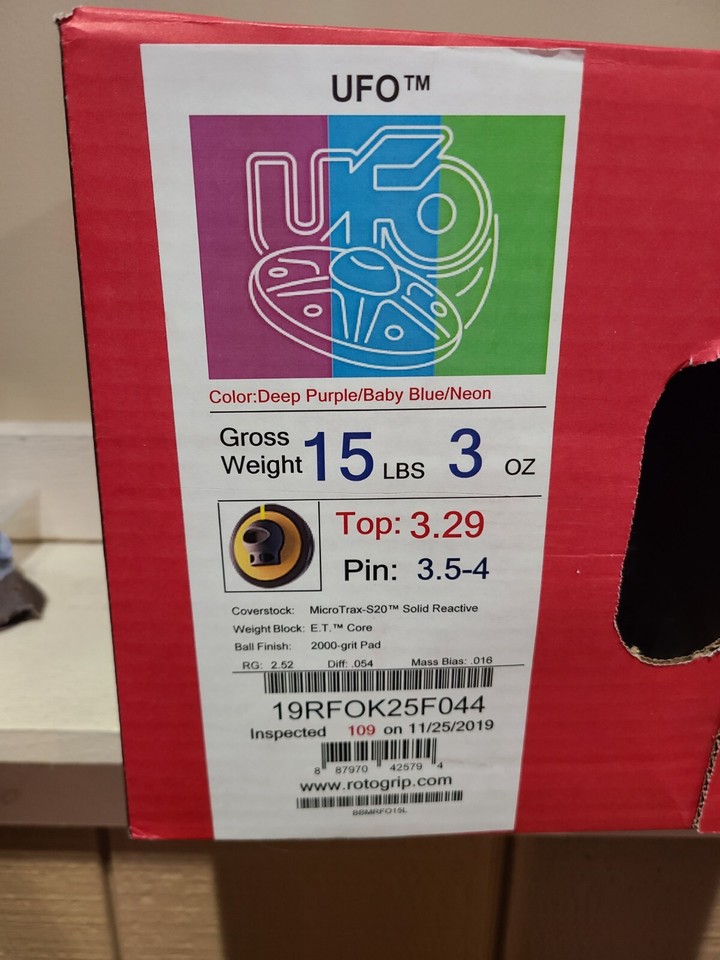 UFO™
UFO
Color:Deep Purple/Baby Blue/Neon
Gross Weight 15 LBS 3 OZ
Top: 3.29
Pin: 3.5-4
Coverstock: MicroTrax-S20™ Solid Reactive
Weight Block: E.T.™ Core
Ball Finish: 2000-grit Pad
RG: 2.52 Diff: .054 Mass Bias: .016
19RFOK25F044
Inspected 109 on 11/25/2019
8 87970 42579 4
www.rotogrip.com
BBMRFO15L